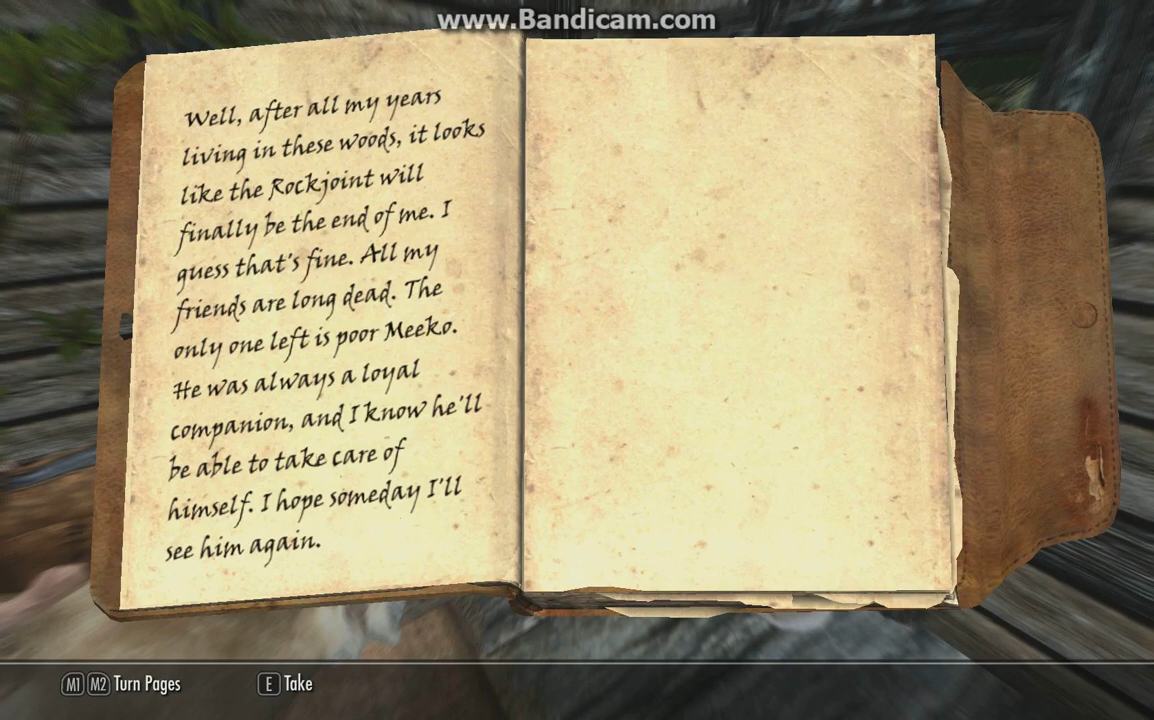 www.Bandicam.com
Well, after all my years
living in these woods, it looks
like the Rockjoint will
finally be the end of me. I
guess that's fine. All my
friends are long dead. The
only one left is poor Meeko.
He was always a loyal
companion, and I know he'll
be able to take care of
himself. I hope someday I'll
see him again.
M1 M2 Turn Pages E Take